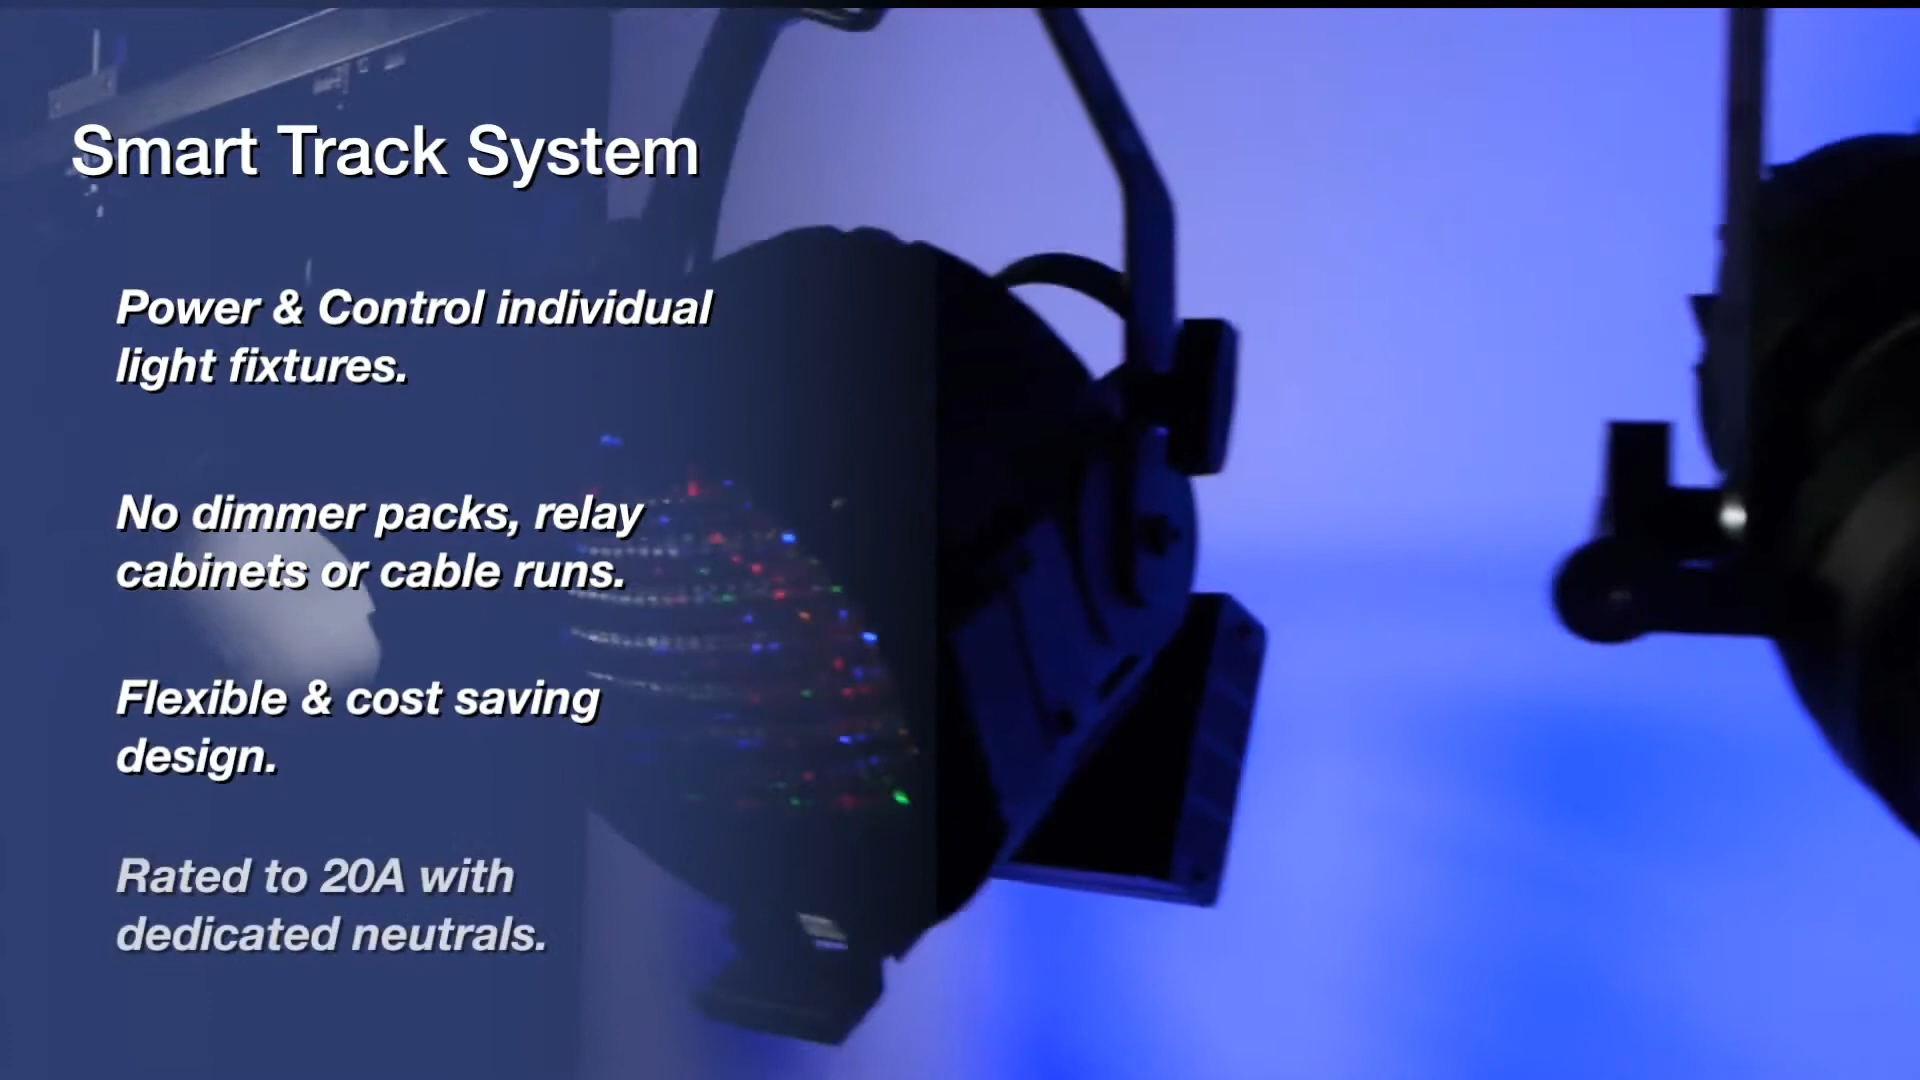 Smart Track System
Power & Control individual
light fixtures.
No dimmer packs, relay
cabinets or cable runs.
Flexible & cost saving
design.
Rated to 20A with
dedicated neutrals.